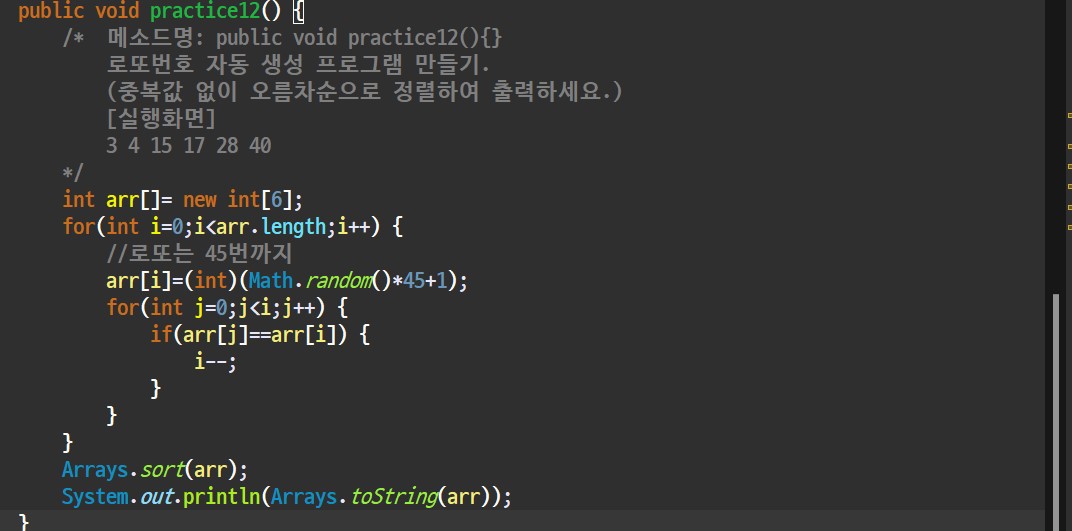 public void practice12() {
/*  메소드명: public void practice12(){}
로또번호 자동 생성 프로그램 만들기.
(중복값 없이 오름차순으로 정렬하여 출력하세요.)
[실행화면]
3 4 15 17 28 40
*/
int arr[]= new int[6];
for(int i=0;i<arr.length;i++) {
//로또는 45번까지
arr[i]=(int)(Math.random()*45+1);
for(int j=0;j<i;j++) {
if(arr[j]==arr[i]) {
i--;
}
}
}
Arrays.sort(arr);
System.out.println(Arrays.toString(arr));
}